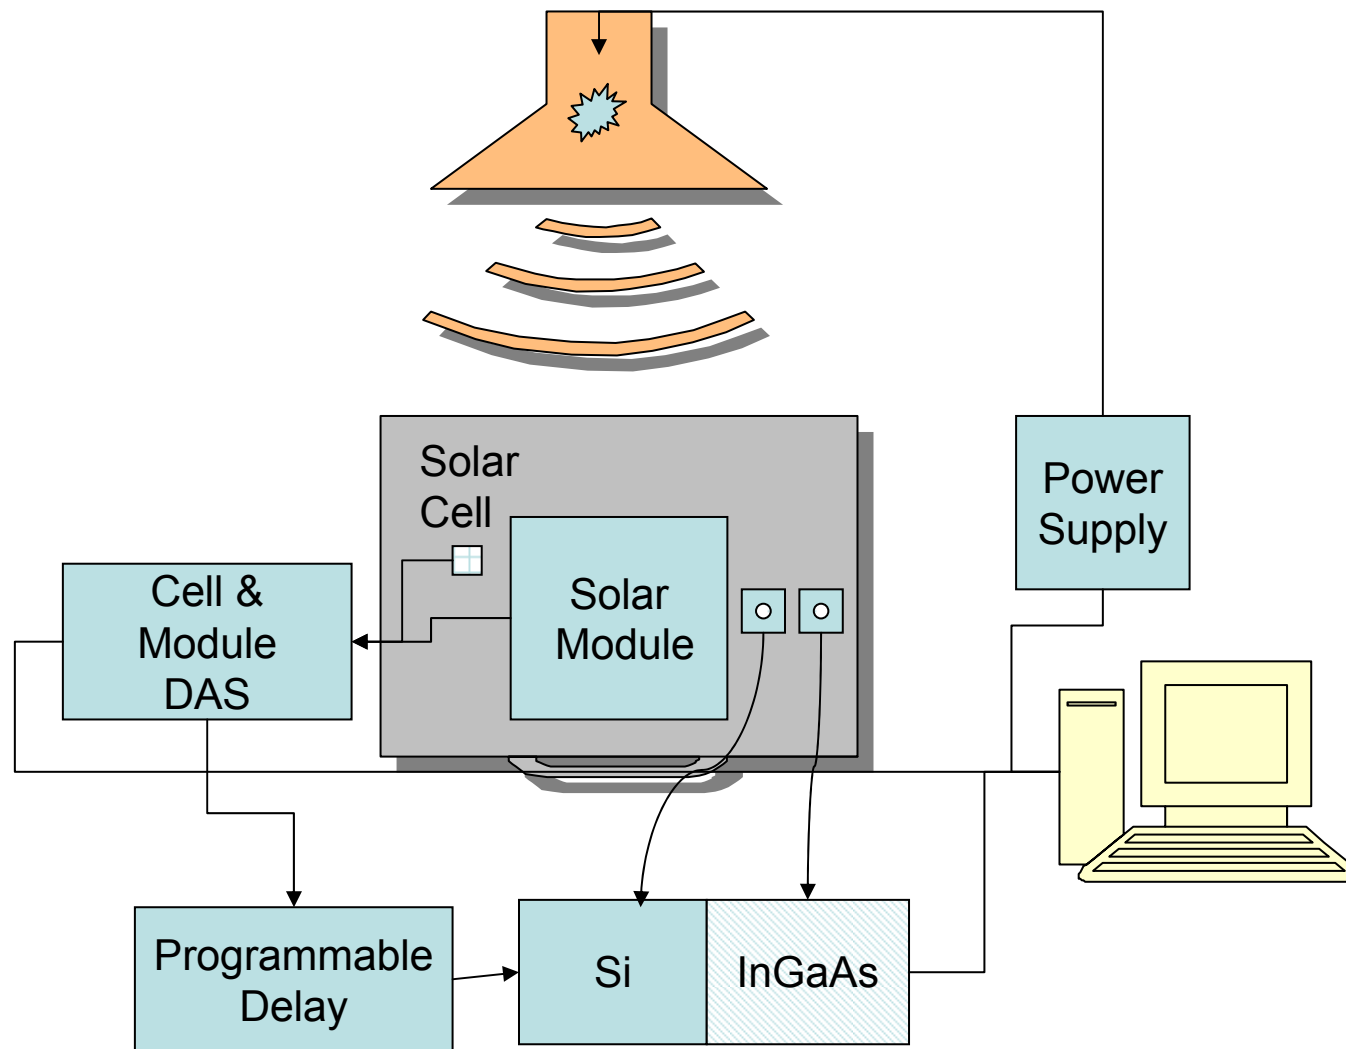 Solar
Cell
Power
Supply
Cell &
Module
DAS
Solar
Module
Programmable
Delay
Si
InGaAs